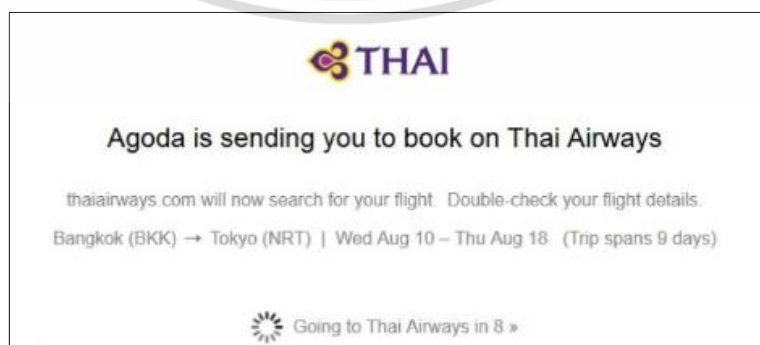 THAI
Agoda is sending you to book on Thai Airways
thaiairways.com will now search for your flight. Double-check your flight details.
Bangkok (BKK) → Tokyo (NRT) | Wed Aug 10 – Thu Aug 18 (Trip spans 9 days)
Going to Thai Airways in 8 »